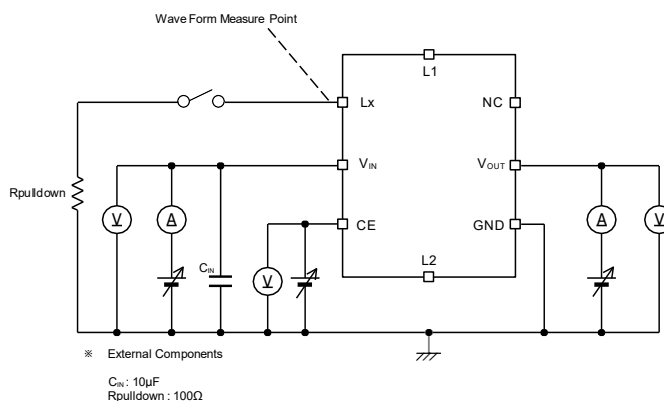 Wave Form Measure Point
L1
Lx
NC
VIN
VOUT
Rpulldown
V
A
A
V
CE
GND
CIN
V
L2
※ External Components
CIN : 10µF
Rpulldown : 100Ω